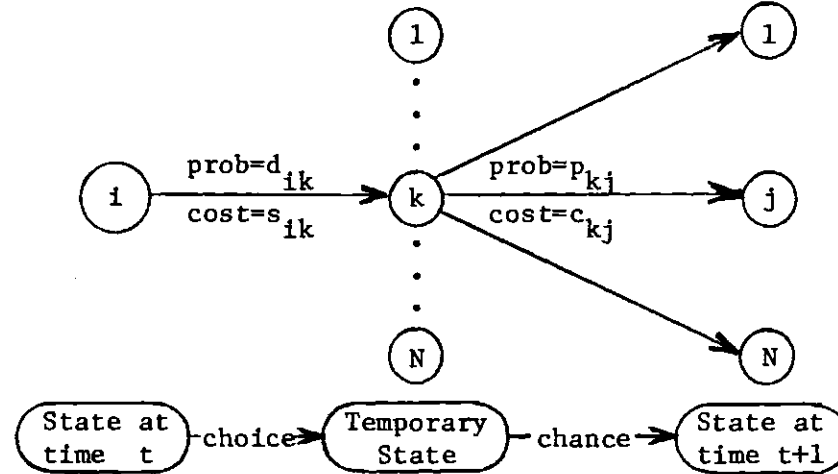 1 1
prob=d_ik prob=p_kj
i k j
cost=s_ik cost=c_kj
N N
State at time t choice Temporary State chance State at time t+1